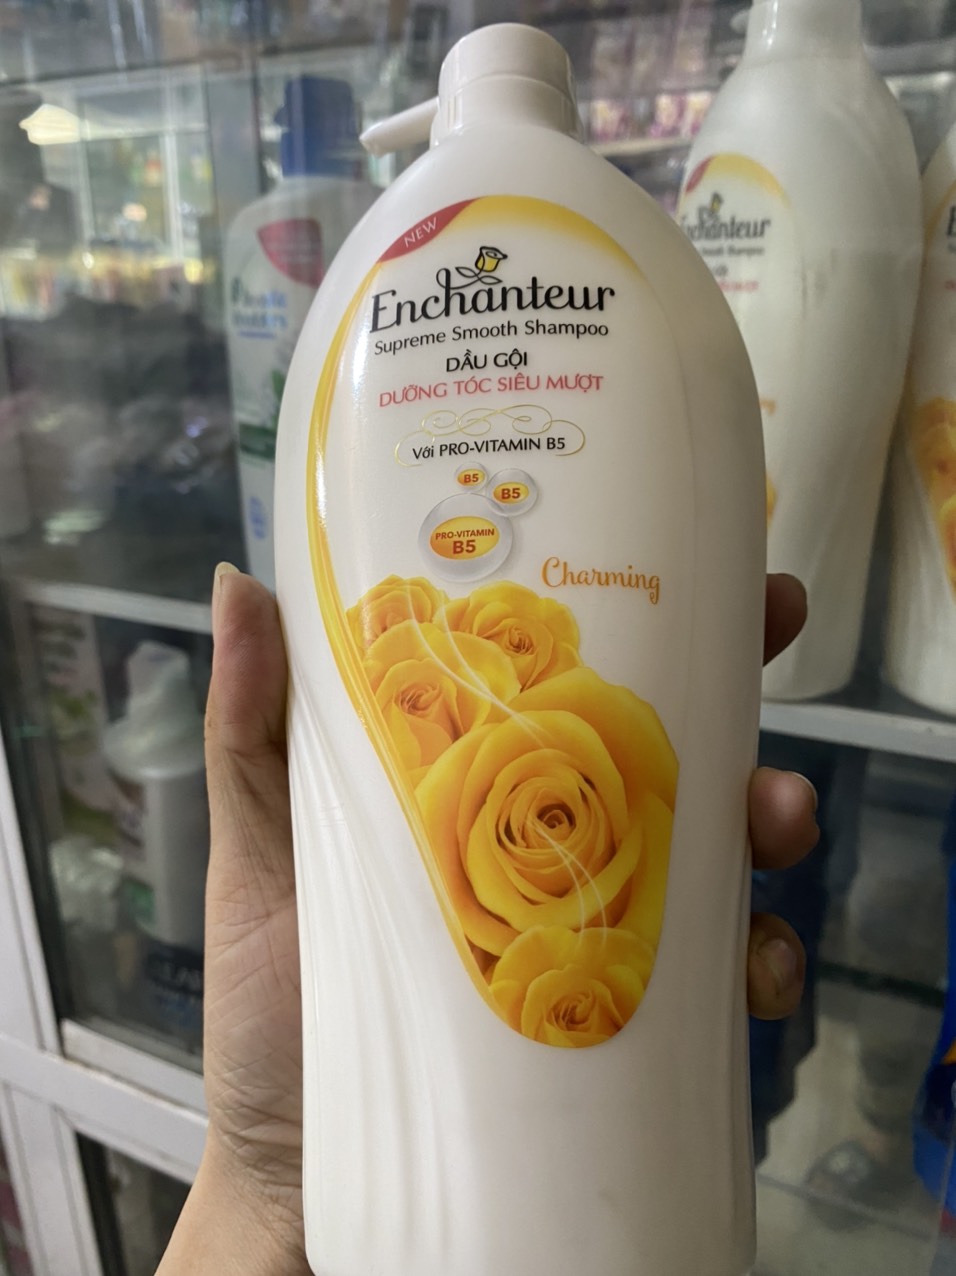 NEW
Enchanteur
Supreme Smooth Shampoo
DẦU GỘI
DƯỠNG TÓC SIÊU MƯỢT
Với PRO-VITAMIN B5
B5
B5
PRO-VITAMIN
B5
Charming
Enchanteur